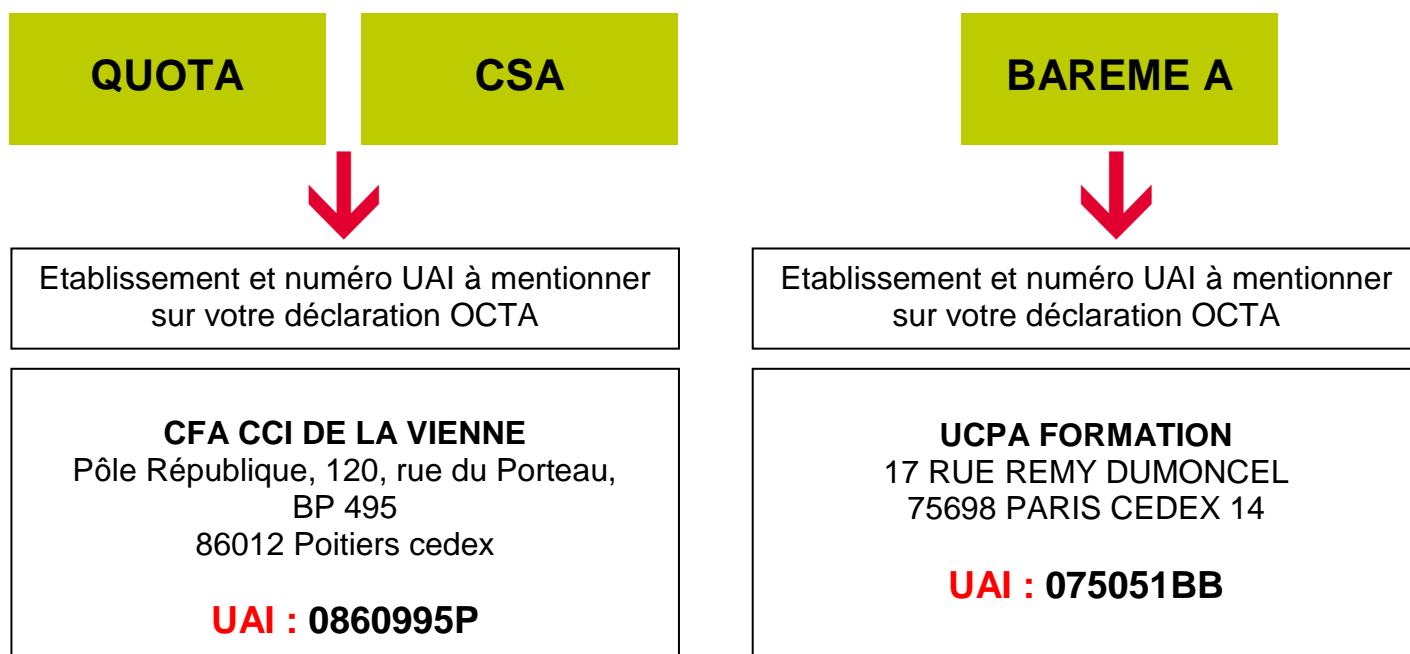 QUOTA
CSA
Etablissement et numéro UAI à mentionner
sur votre déclaration OCTA
CFA CCI DE LA VIENNE
Pôle République, 120, rue du Porteau,
BP 495
86012 Poitiers cedex
UAI : 0860995P
BAREME A
Etablissement et numéro UAI à mentionner
sur votre déclaration OCTA
UCPA FORMATION
17 RUE REMY DUMONCEL
75698 PARIS CEDEX 14
UAI : 075051BB